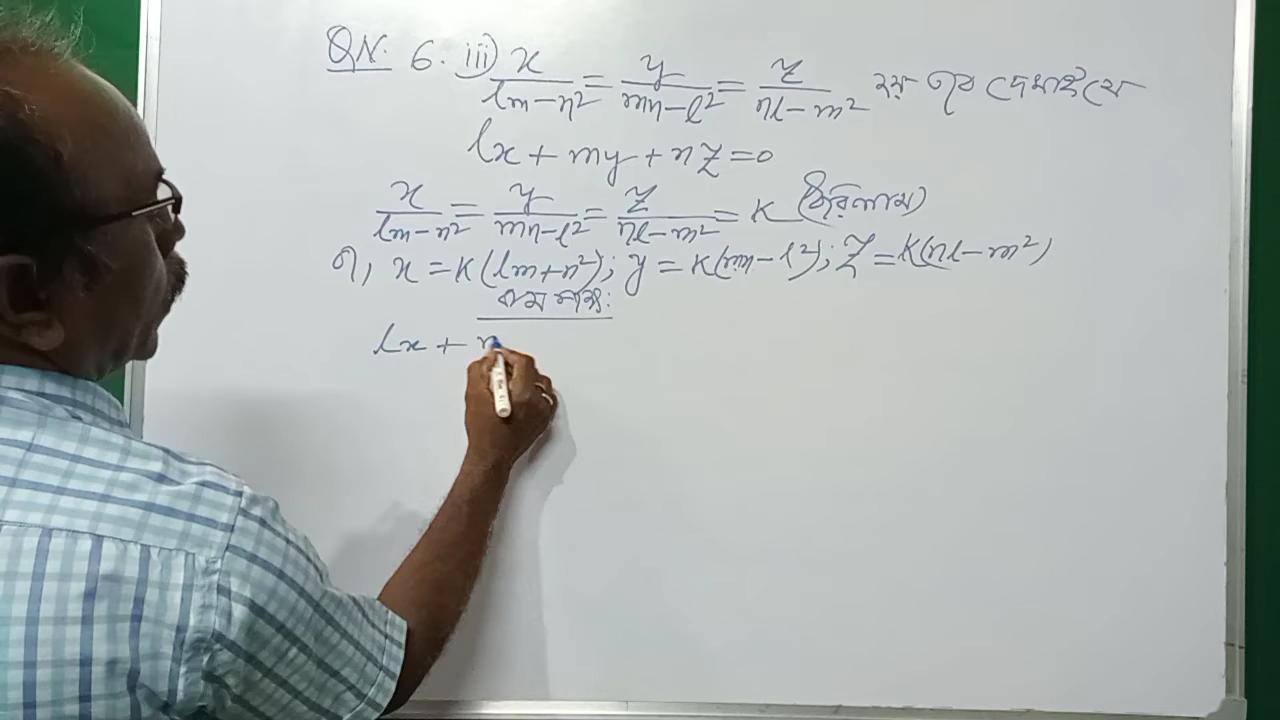 QN. 6. iii) x/(lm-n²) = y/(mn-l²) = z/(nl-m²) হয় তবে দেখাই যে
lx + my + nz = 0
x/(lm-n²) = y/(mn-l²) = z/(nl-m²) = K (ধরিলাম)
বা, x = K(lm+n²); y = K(mn-l²); z = K(nl-m²)
বামপক্ষ:
lx +